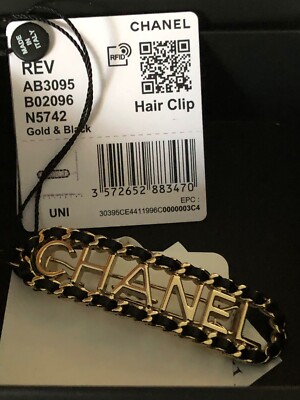 MADE
IN
ITALY
CHANEL
RFID
REV
AB3095
B02096
N5742
Gold & Black
Hair Clip
3 572652 883470
EPC :
UNI
30395CE4411996C0000003C4
CHANEL